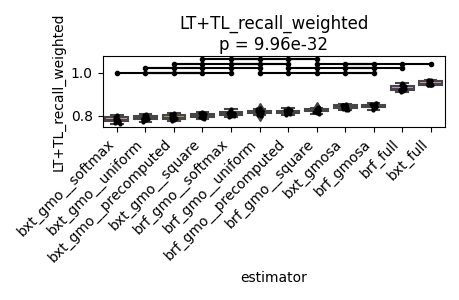 LT+TL_recall_weighted
p = 9.96e-32
LT+TL_recall_weighted
1.0
0.8
bxt_gmo__softmax
bxt_gmo__uniform
bxt_gmo__precomputed
bxt_gmo__square
brf_gmo__softmax
brf_gmo__uniform
brf_gmo__precomputed
brf_gmo__square
bxt_gmosa
brf_gmosa
brf_full
bxt_full
estimator